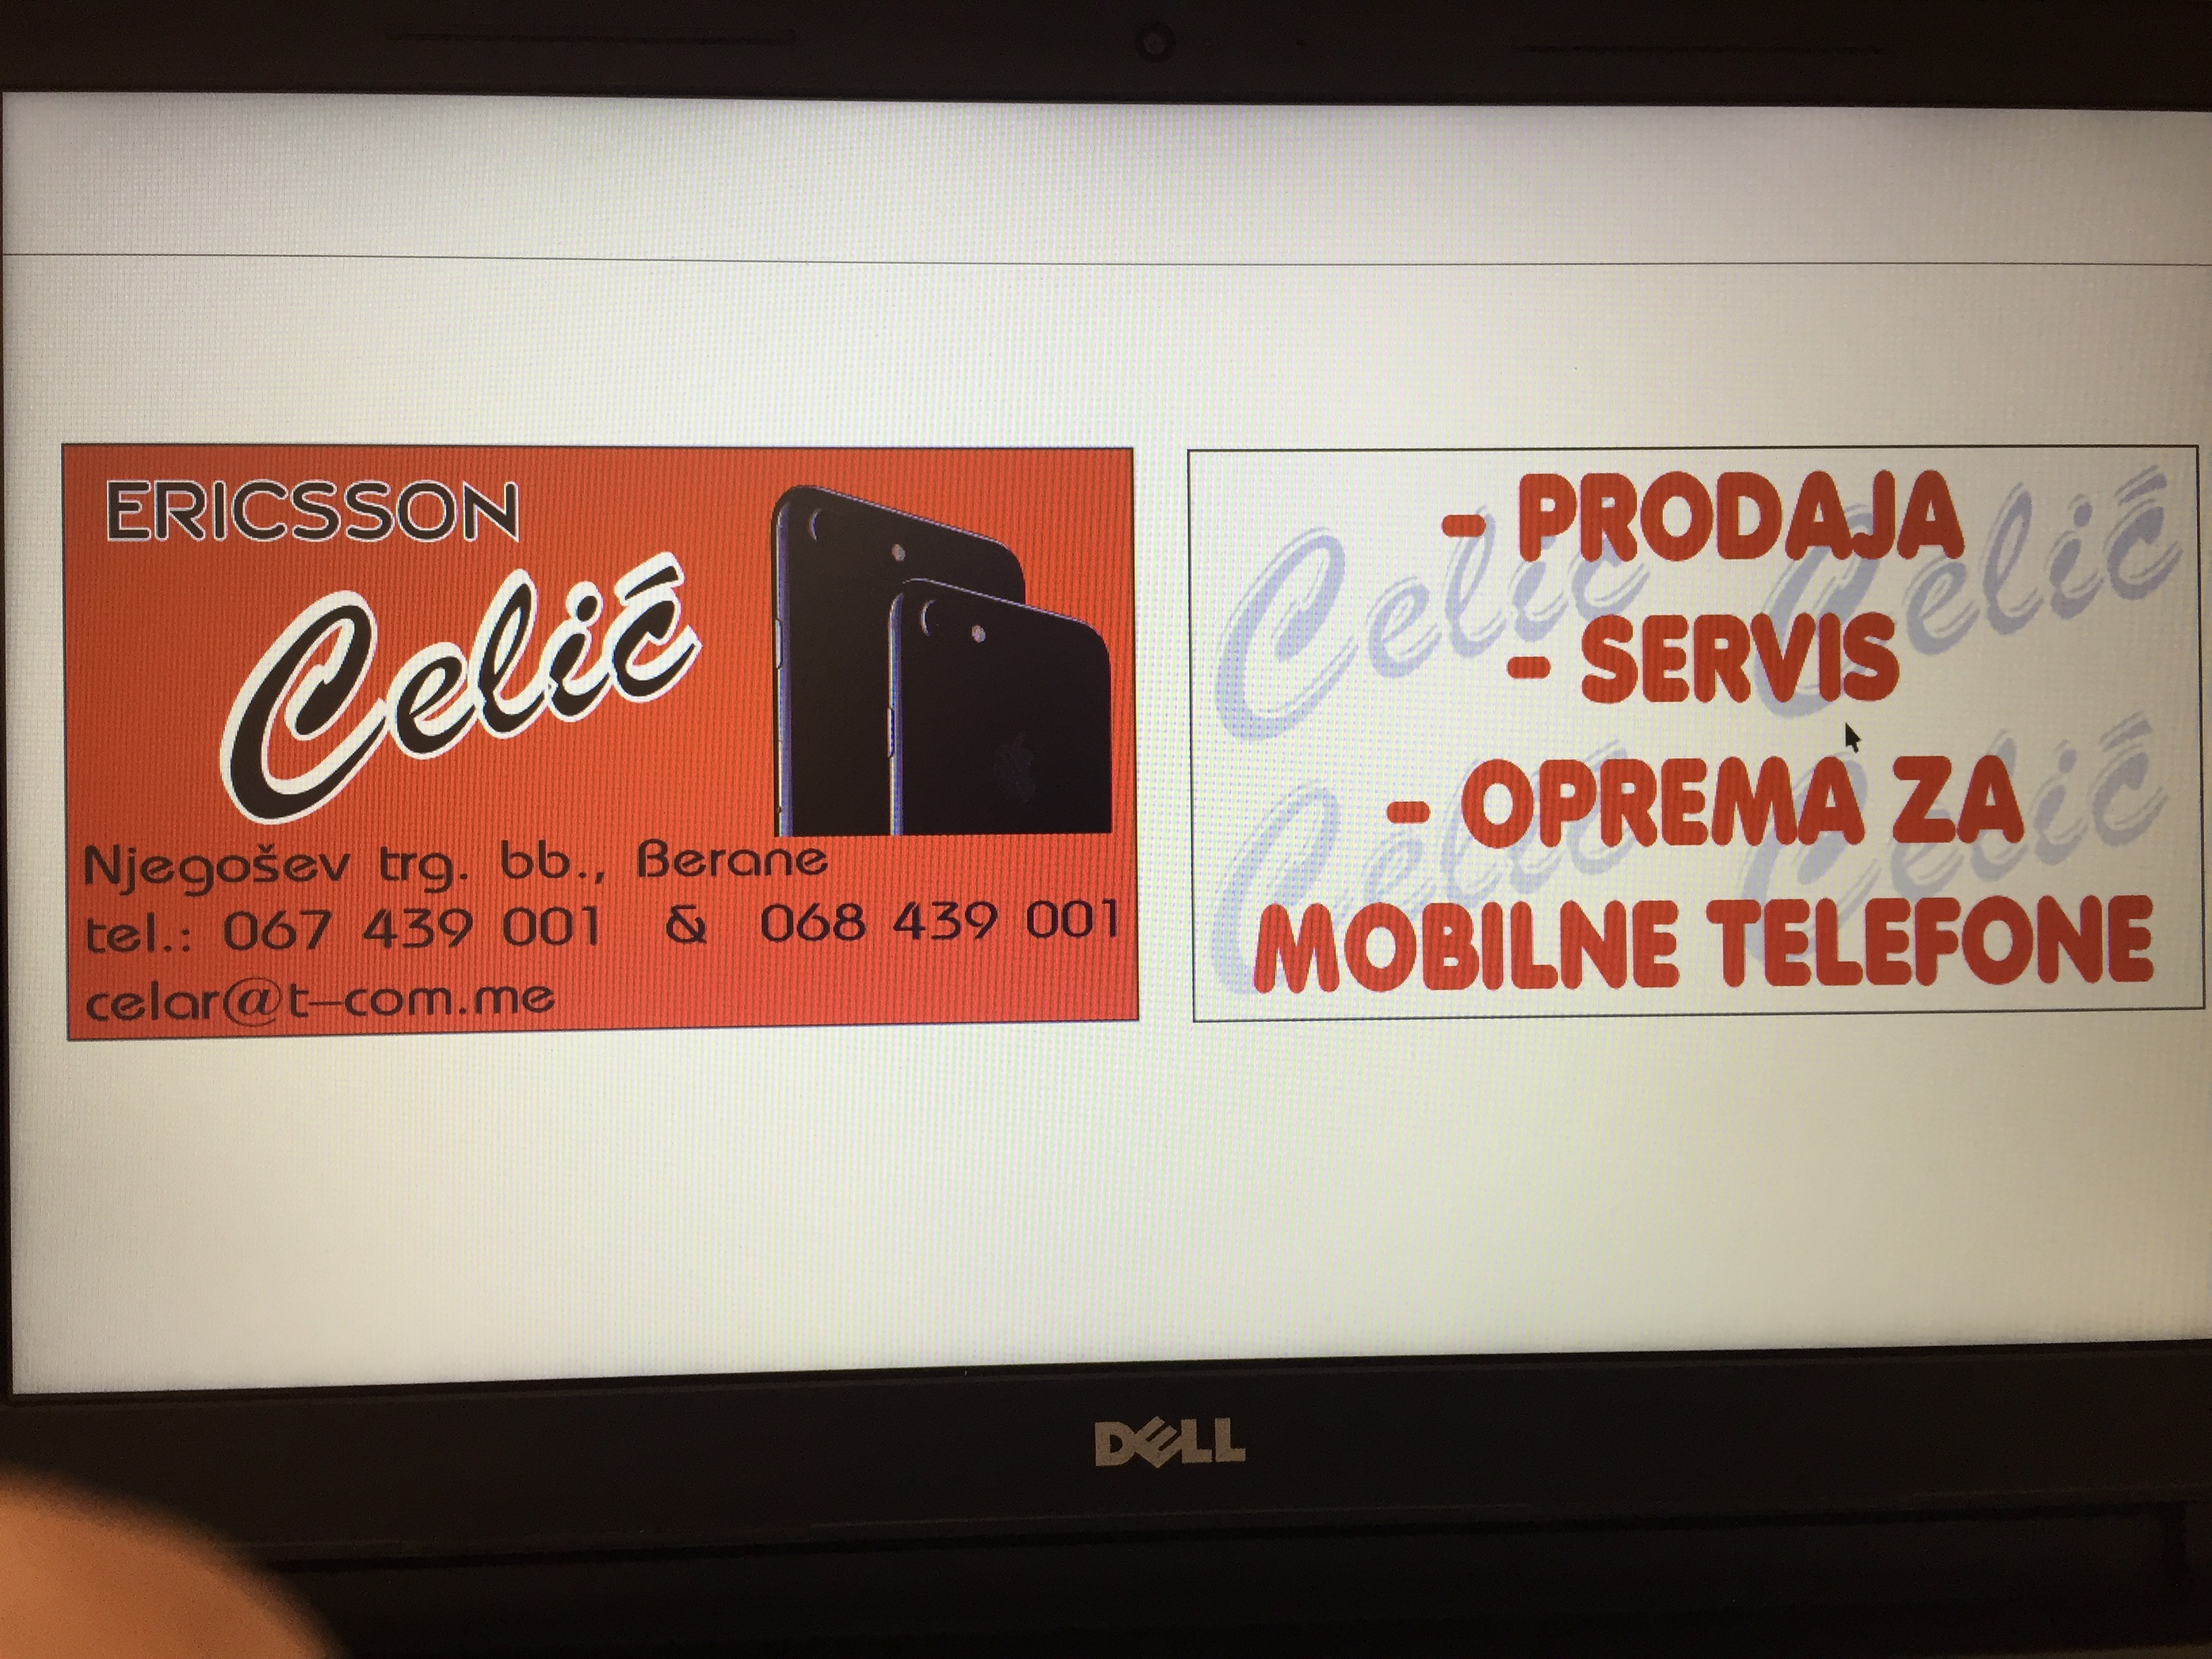 ERICSSON
Celić
Njegošev trg. bb., Berane
tel.: 067 439 001 & 068 439 001
celar@t-com.me
- PRODAJA
- SERVIS
- OPREMA ZA
MOBILNE TELEFONE
Celić Celić
Celić Celić
DELL